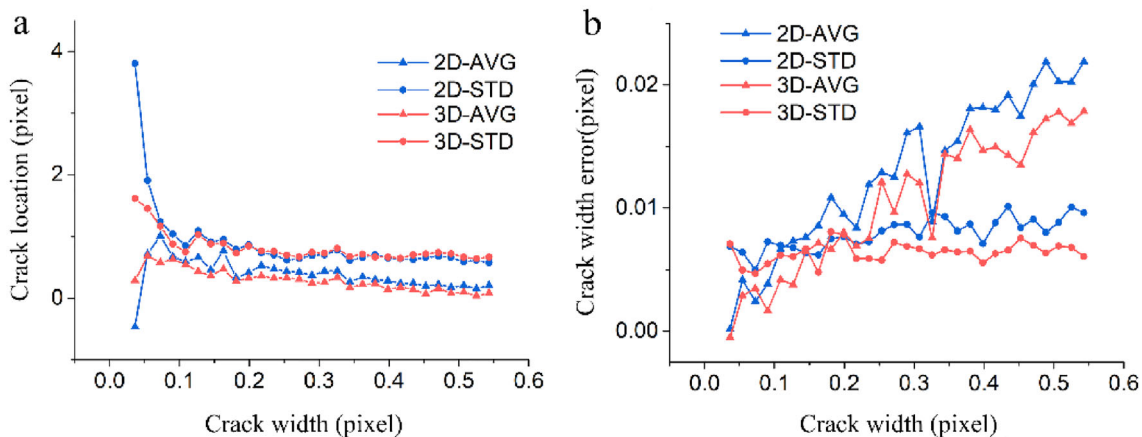 a
4
2
0
Crack location (pixel)
2D-AVG
2D-STD
3D-AVG
3D-STD
0.0 0.1 0.2 0.3 0.4 0.5 0.6
Crack width (pixel)
b
0.02
0.01
0.00
Crack width error(pixel)
2D-AVG
2D-STD
3D-AVG
3D-STD
0.0 0.1 0.2 0.3 0.4 0.5 0.6
Crack width (pixel)